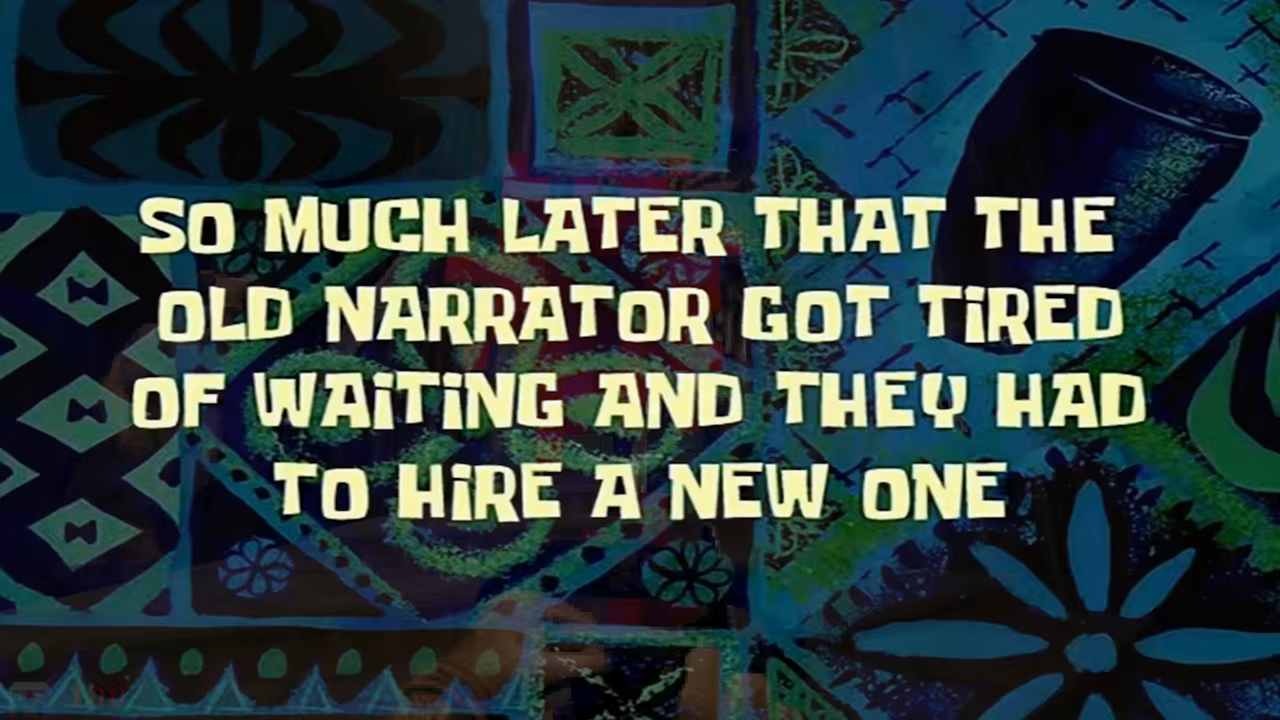 SO MUCH LATER THAT THE
OLD NARRATOR GOT TIRED
OF WAITING AND THEY HAD
TO HIRE A NEW ONE